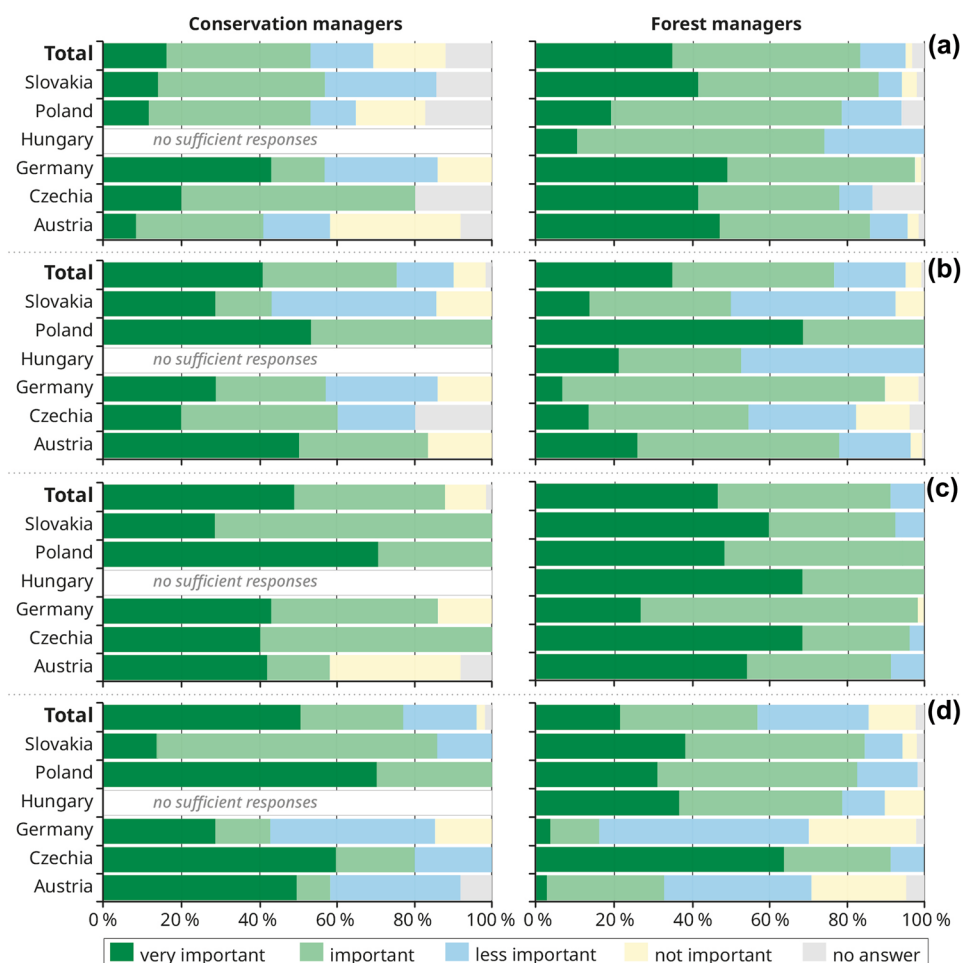 Conservation managers Forest managers
(a)
Total
Slovakia
Poland
Hungary no sufficient responses
Germany
Czechia
Austria
(b)
Total
Slovakia
Poland
Hungary no sufficient responses
Germany
Czechia
Austria
(c)
Total
Slovakia
Poland
Hungary no sufficient responses
Germany
Czechia
Austria
(d)
Total
Slovakia
Poland
Hungary no sufficient responses
Germany
Czechia
Austria
0 % 20 % 40 % 60 % 80 % 100 % 0 % 20 % 40 % 60 % 80 % 100 %
very important important less important not important no answer